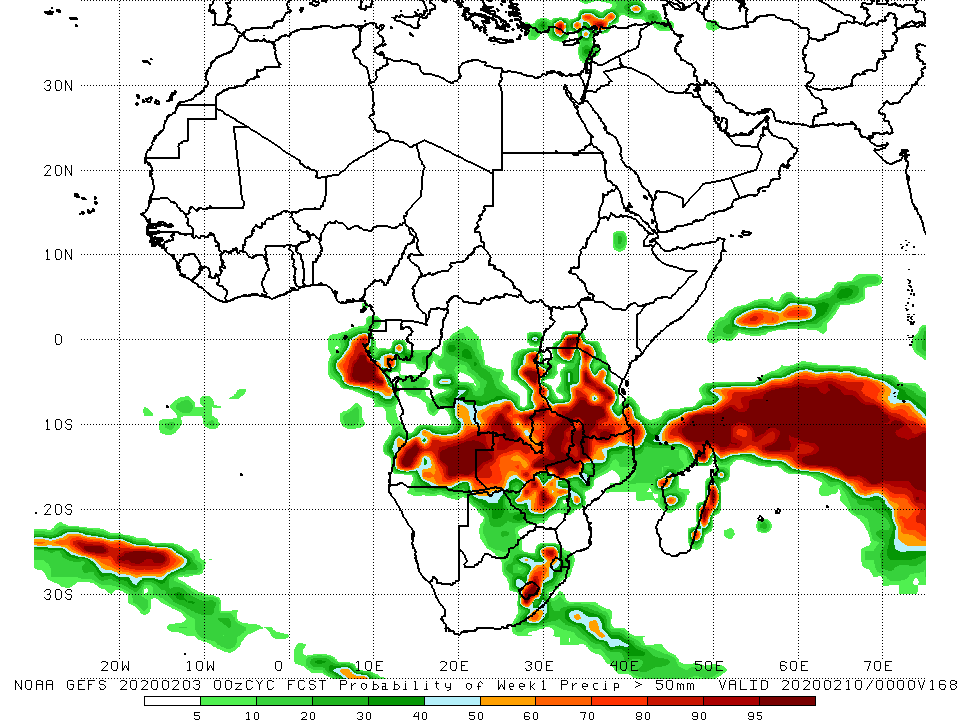 30N
20N
10N
0
10S
20S
30S
20W 10W 0 10E 20E 30E 40E 50E 60E 70E
NOAA GEFS 20200203 00zCYC FCST Probability of Week1 Precip > 50mm VALID 20200210/0000V168
5 10 20 30 40 50 60 70 80 90 95